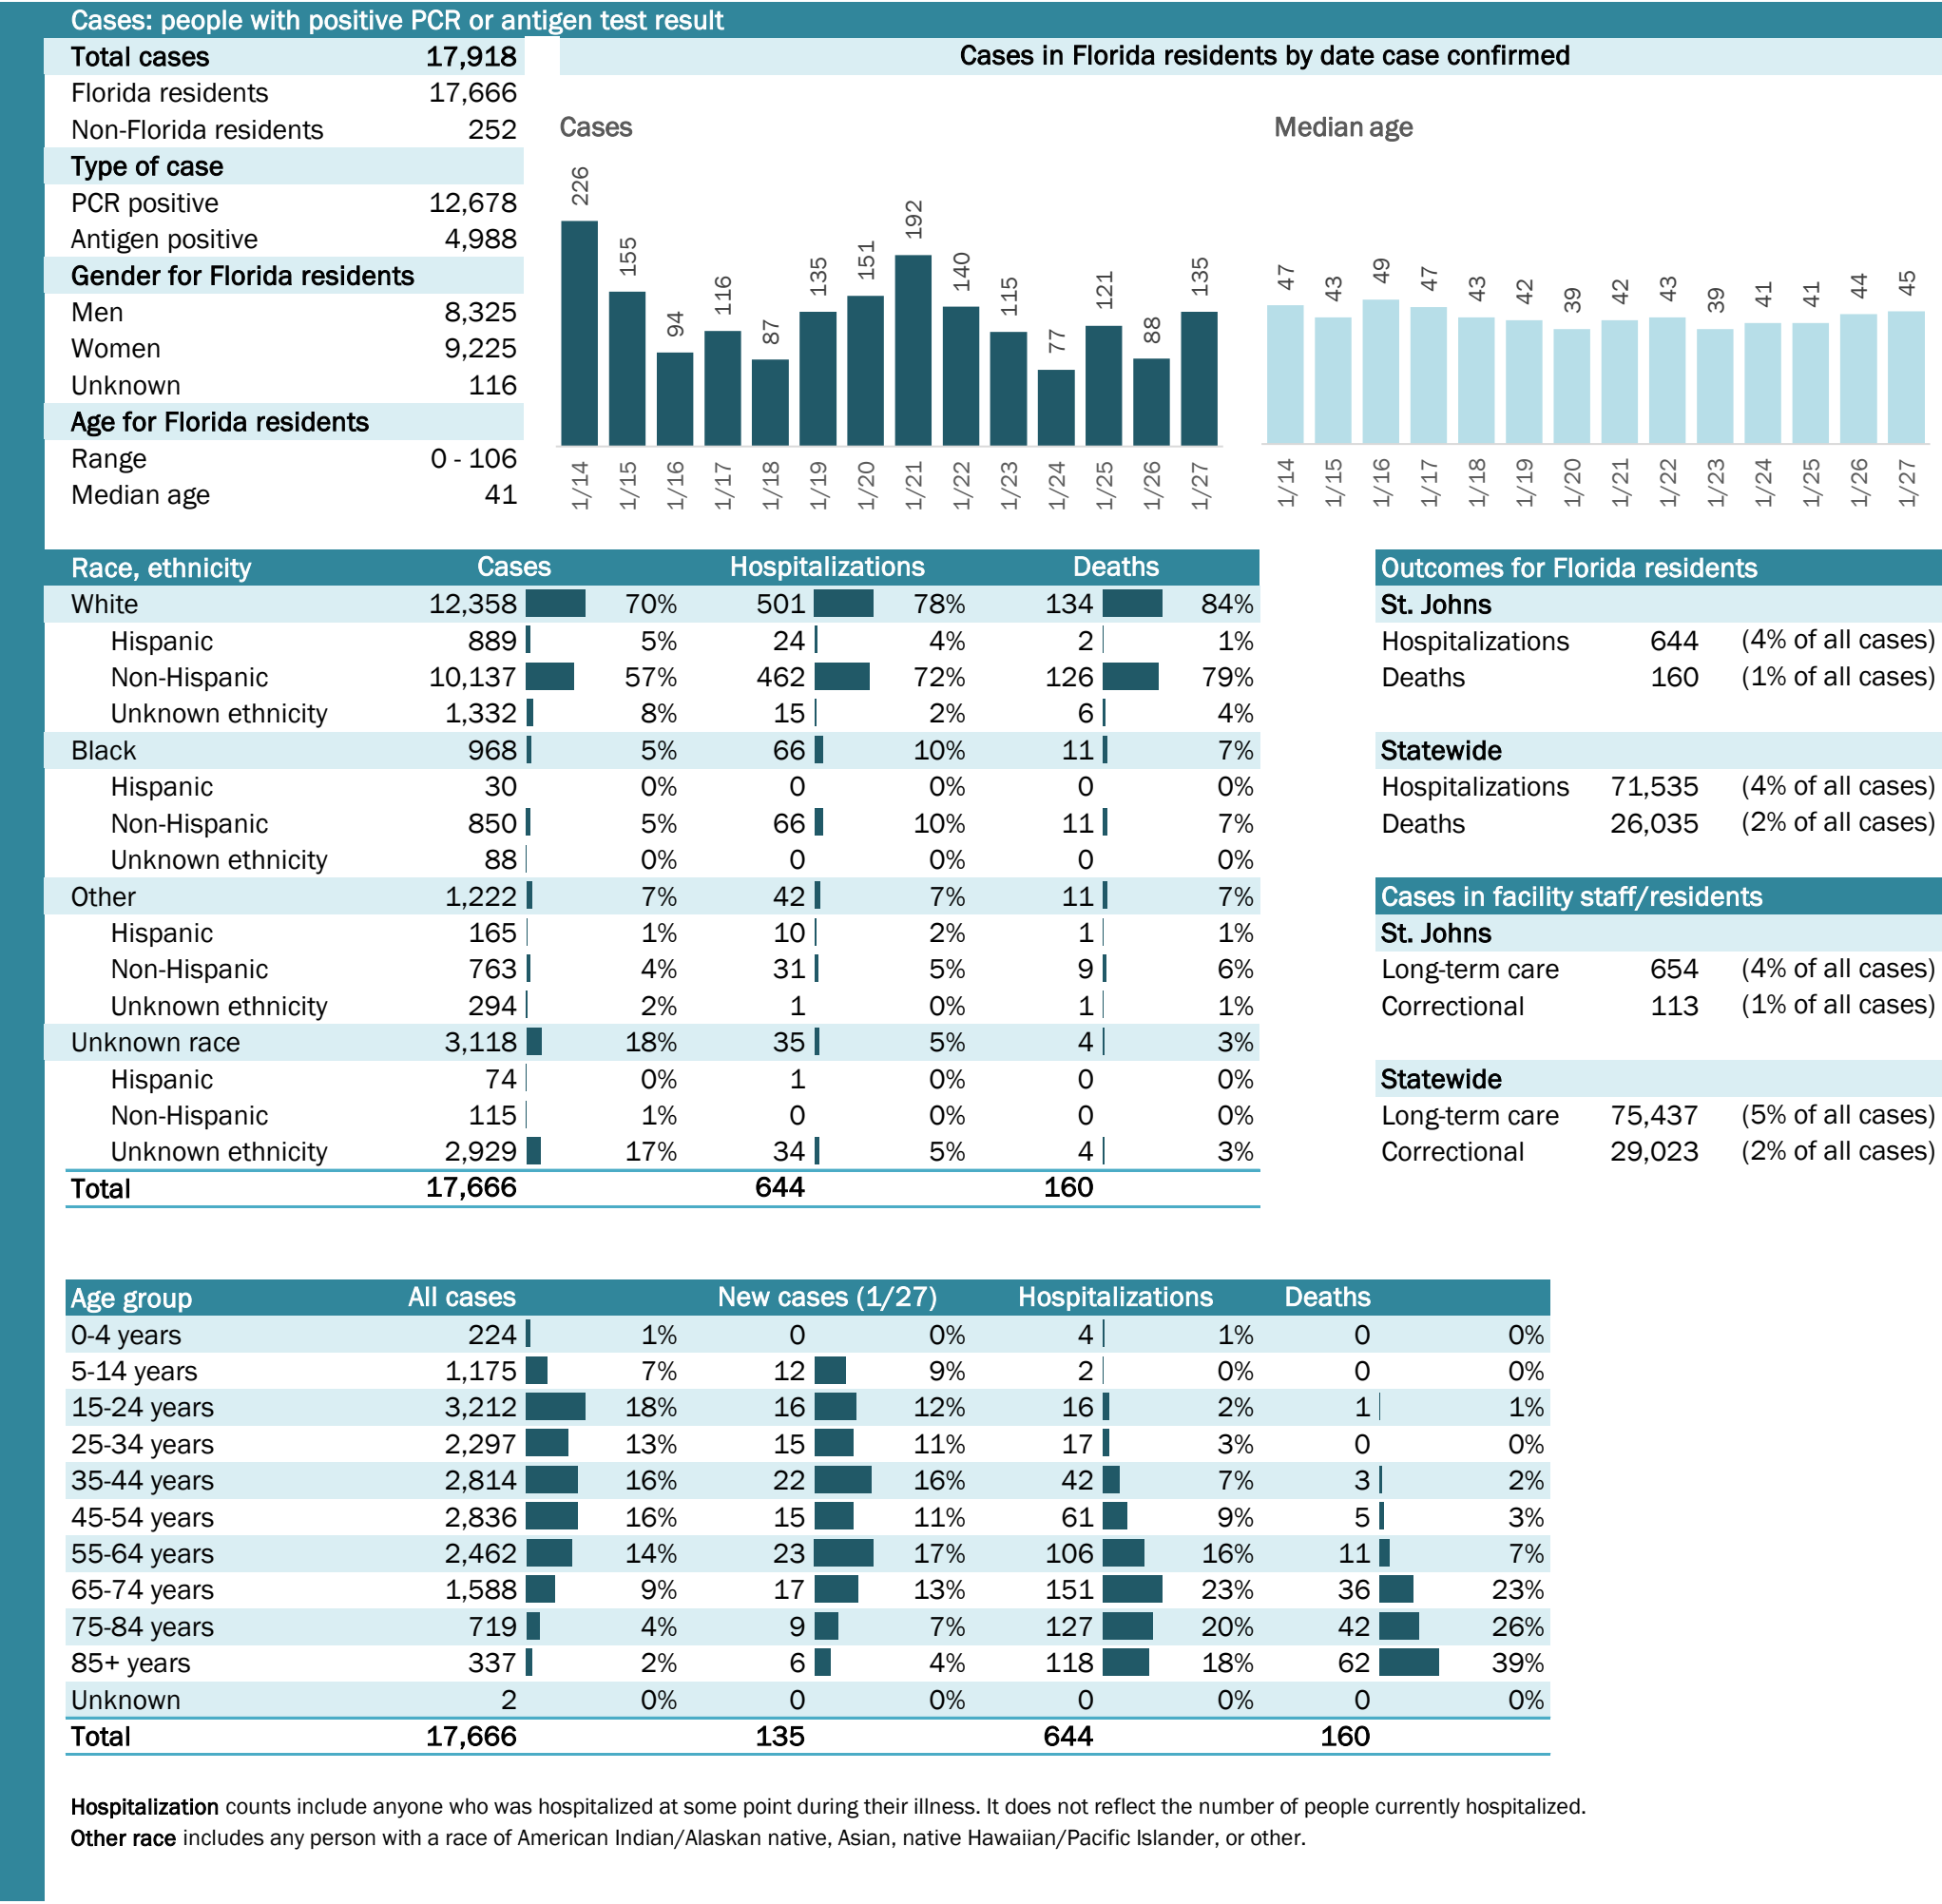 Cases: people with positive PCR or antigen test result
Total cases 17,918
Florida residents 17,666
Non-Florida residents 252
Type of case
PCR positive 12,678
Antigen positive 4,988
Gender for Florida residents
Men 8,325
Women 9,225
Unknown 116
Age for Florida residents
Range 0 - 106
Median age 41
Cases in Florida residents by date case confirmed
Cases
226 155 94 116 87 135 151 192 140 115 77 121 88 135
1/14 1/15 1/16 1/17 1/18 1/19 1/20 1/21 1/22 1/23 1/24 1/25 1/26 1/27
Median age
47 43 49 47 43 42 39 42 43 39 41 41 44 45
1/14 1/15 1/16 1/17 1/18 1/19 1/20 1/21 1/22 1/23 1/24 1/25 1/26 1/27
Race, ethnicity Cases Hospitalizations Deaths
White 12,358 70% 501 78% 134 84%
Hispanic 889 5% 24 4% 2 1%
Non-Hispanic 10,137 57% 462 72% 126 79%
Unknown ethnicity 1,332 8% 15 2% 6 4%
Black 968 5% 66 10% 11 7%
Hispanic 30 0% 0 0% 0 0%
Non-Hispanic 850 5% 66 10% 11 7%
Unknown ethnicity 88 0% 0 0% 0 0%
Other 1,222 7% 42 7% 11 7%
Hispanic 165 1% 10 2% 1 1%
Non-Hispanic 763 4% 31 5% 9 6%
Unknown ethnicity 294 2% 1 0% 1 1%
Unknown race 3,118 18% 35 5% 4 3%
Hispanic 74 0% 1 0% 0 0%
Non-Hispanic 115 1% 0 0% 0 0%
Unknown ethnicity 2,929 17% 34 5% 4 3%
Total 17,666 644 160
Outcomes for Florida residents
St. Johns
Hospitalizations 644 (4% of all cases)
Deaths 160 (1% of all cases)
Statewide
Hospitalizations 71,535 (4% of all cases)
Deaths 26,035 (2% of all cases)
Cases in facility staff/residents
St. Johns
Long-term care 654 (4% of all cases)
Correctional 113 (1% of all cases)
Statewide
Long-term care 75,437 (5% of all cases)
Correctional 29,023 (2% of all cases)
Age group All cases New cases (1/27) Hospitalizations Deaths
0-4 years 224 1% 0 0% 4 1% 0 0%
5-14 years 1,175 7% 12 9% 2 0% 0 0%
15-24 years 3,212 18% 16 12% 16 2% 1 1%
25-34 years 2,297 13% 15 11% 17 3% 0 0%
35-44 years 2,814 16% 22 16% 42 7% 3 2%
45-54 years 2,836 16% 15 11% 61 9% 5 3%
55-64 years 2,462 14% 23 17% 106 16% 11 7%
65-74 years 1,588 9% 17 13% 151 23% 36 23%
75-84 years 719 4% 9 7% 127 20% 42 26%
85+ years 337 2% 6 4% 118 18% 62 39%
Unknown 2 0% 0 0% 0 0% 0 0%
Total 17,666 135 644 160
Hospitalization counts include anyone who was hospitalized at some point during their illness. It does not reflect the number of people currently hospitalized.
Other race includes any person with a race of American Indian/Alaskan native, Asian, native Hawaiian/Pacific Islander, or other.